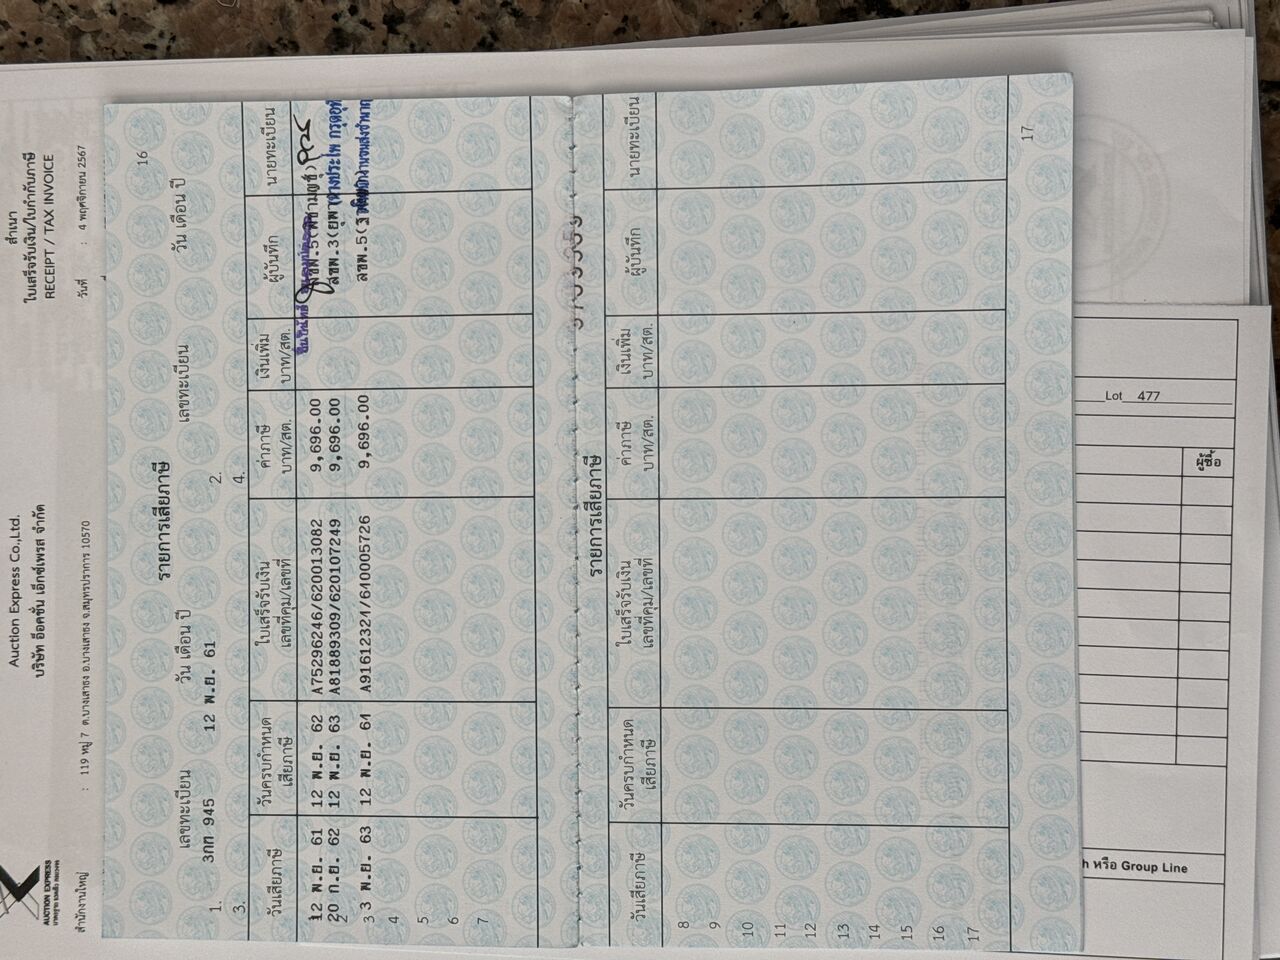 สำเนา
ใบเสร็จรับเงิน/ใบกำกับภาษี
RECEIPT / TAX INVOICE
วันที่ : 4 พฤศจิกายน 2567
Auction Express Co.,Ltd.
บริษัท อ๊อคชั่น เอ็กซ์เพรส จำกัด
AUCTION EXPRESS
สำนักงานใหญ่ : 119 หมู่ 7 ต.บางเสาธง อ.บางเสาธง จ.สมุทรปราการ 10570
16
รายการเสียภาษี
เลขทะเบียน วัน เดือน ปี เลขทะเบียน วัน เดือน ปี
1. 3กก 945 12 พ.ย. 61 2.
3. 4.
วันเสียภาษี วันครบกำหนดเสียภาษี ใบเสร็จรับเงิน เลขที่คุม/เลขที่ ค่าภาษี บาท/สต. เงินเพิ่ม บาท/สต. ผู้บันทึก นายทะเบียน
12 พ.ย. 61 12 พ.ย. 62 A75296246/620013082 9,696.00
20 ก.ย. 62 12 พ.ย. 63 A81889309/620107249 9,696.00 สขพ.3(
3 3 พ.ย. 63 12 พ.ย. 64 A91612324/640005726 9,696.00 สขพ.5(
4
5
6
7
รายการเสียภาษี
วันเสียภาษี วันครบกำหนดเสียภาษี ใบเสร็จรับเงิน เลขที่คุม/เลขที่ ค่าภาษี บาท/สต. เงินเพิ่ม บาท/สต. ผู้บันทึก นายทะเบียน
8
9
10
11
12
13
14
15
16
17
17
Lot 477
หรือ Group Line